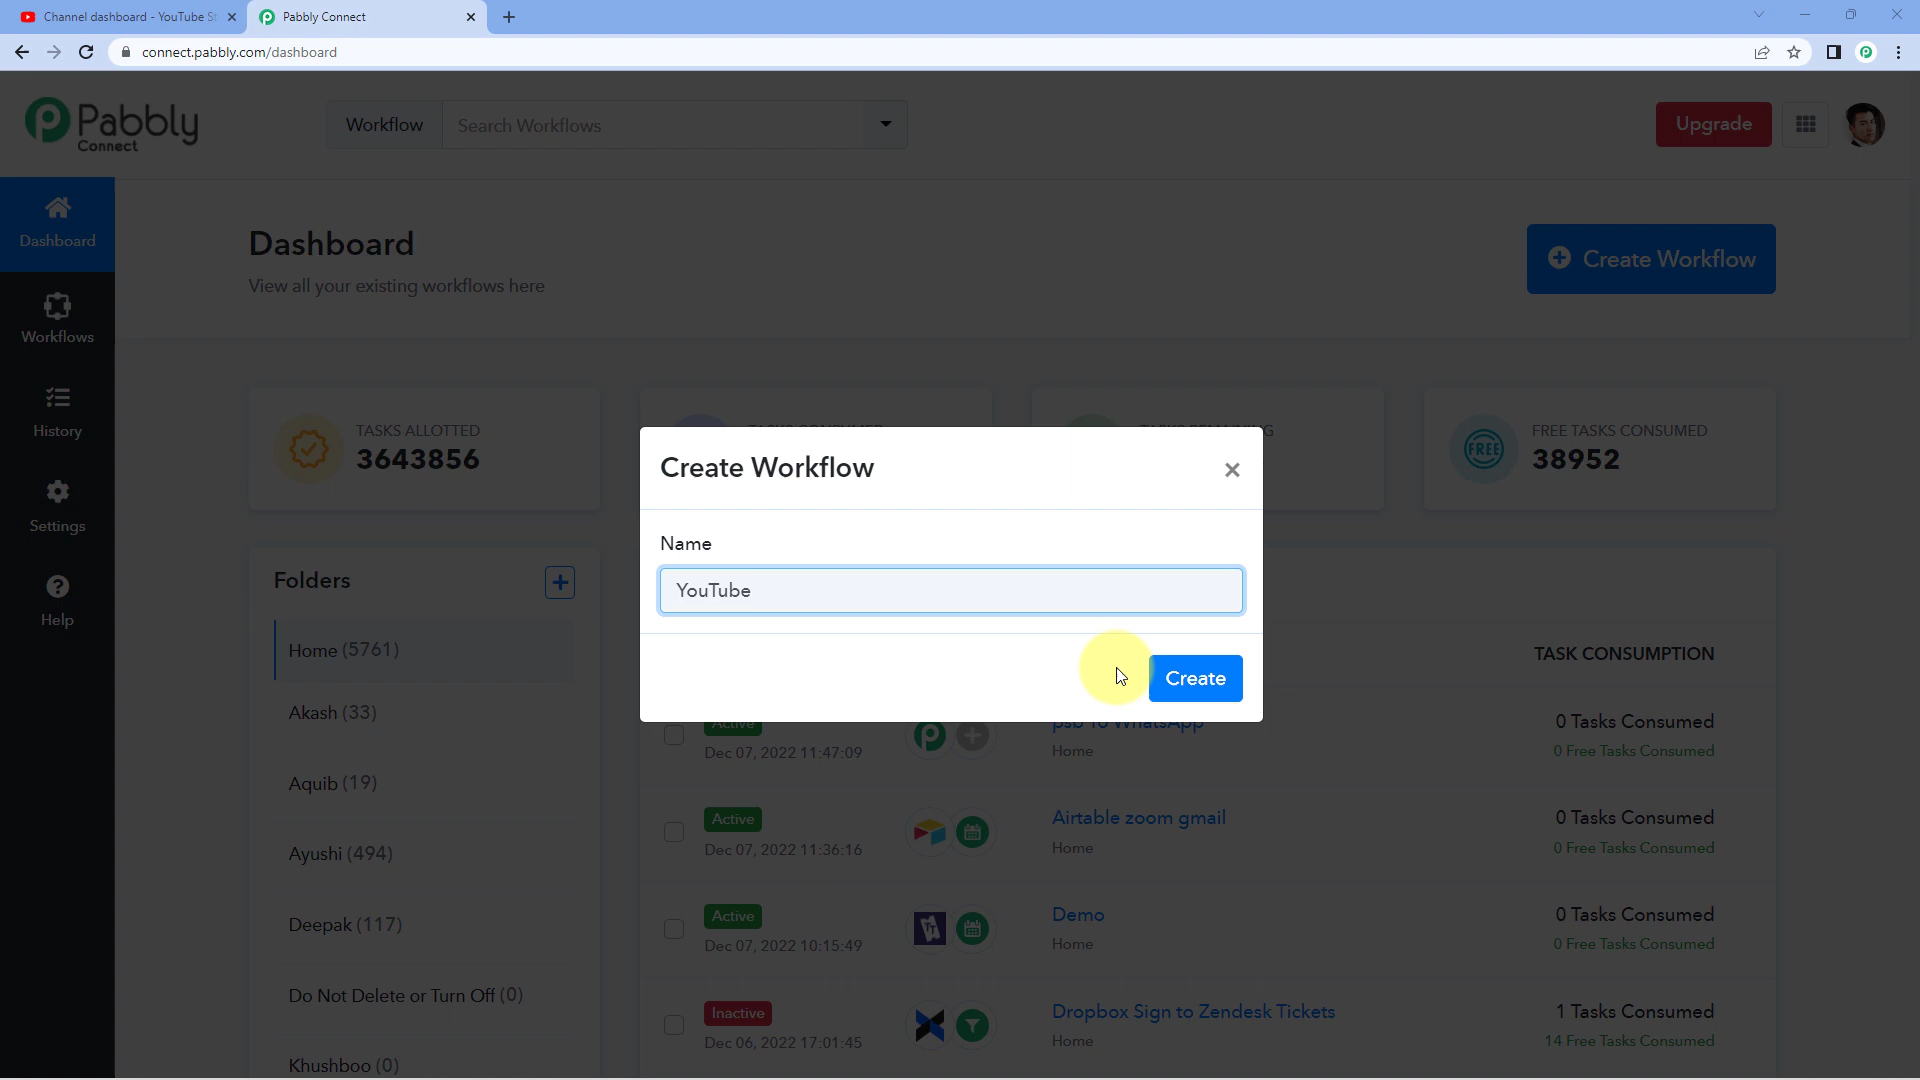 Channel dashboard - YouTube St
Pabbly Connect
connect.pabbly.com/dashboard
Pabbly
Connect
Workflow
Search Workflows
Upgrade
Dashboard
Workflows
History
Settings
Help
Dashboard
View all your existing workflows here
Create Workflow
TASKS ALLOTTED
3643856
FREE
FREE TASKS CONSUMED
38952
Create Workflow
Name
YouTube
Create
Folders
Home (5761)
Akash (33)
Aquib (19)
Ayushi (494)
Deepak (117)
Do Not Delete or Turn Off (0)
Khushboo (0)
TASK CONSUMPTION
Active
Dec 07, 2022 11:47:09
psb To WhatsApp
Home
0 Tasks Consumed
0 Free Tasks Consumed
Active
Dec 07, 2022 11:36:16
Airtable zoom gmail
Home
0 Tasks Consumed
0 Free Tasks Consumed
Active
Dec 07, 2022 10:15:49
Demo
Home
0 Tasks Consumed
0 Free Tasks Consumed
Inactive
Dec 06, 2022 17:01:45
Dropbox Sign to Zendesk Tickets
Home
1 Tasks Consumed
14 Free Tasks Consumed